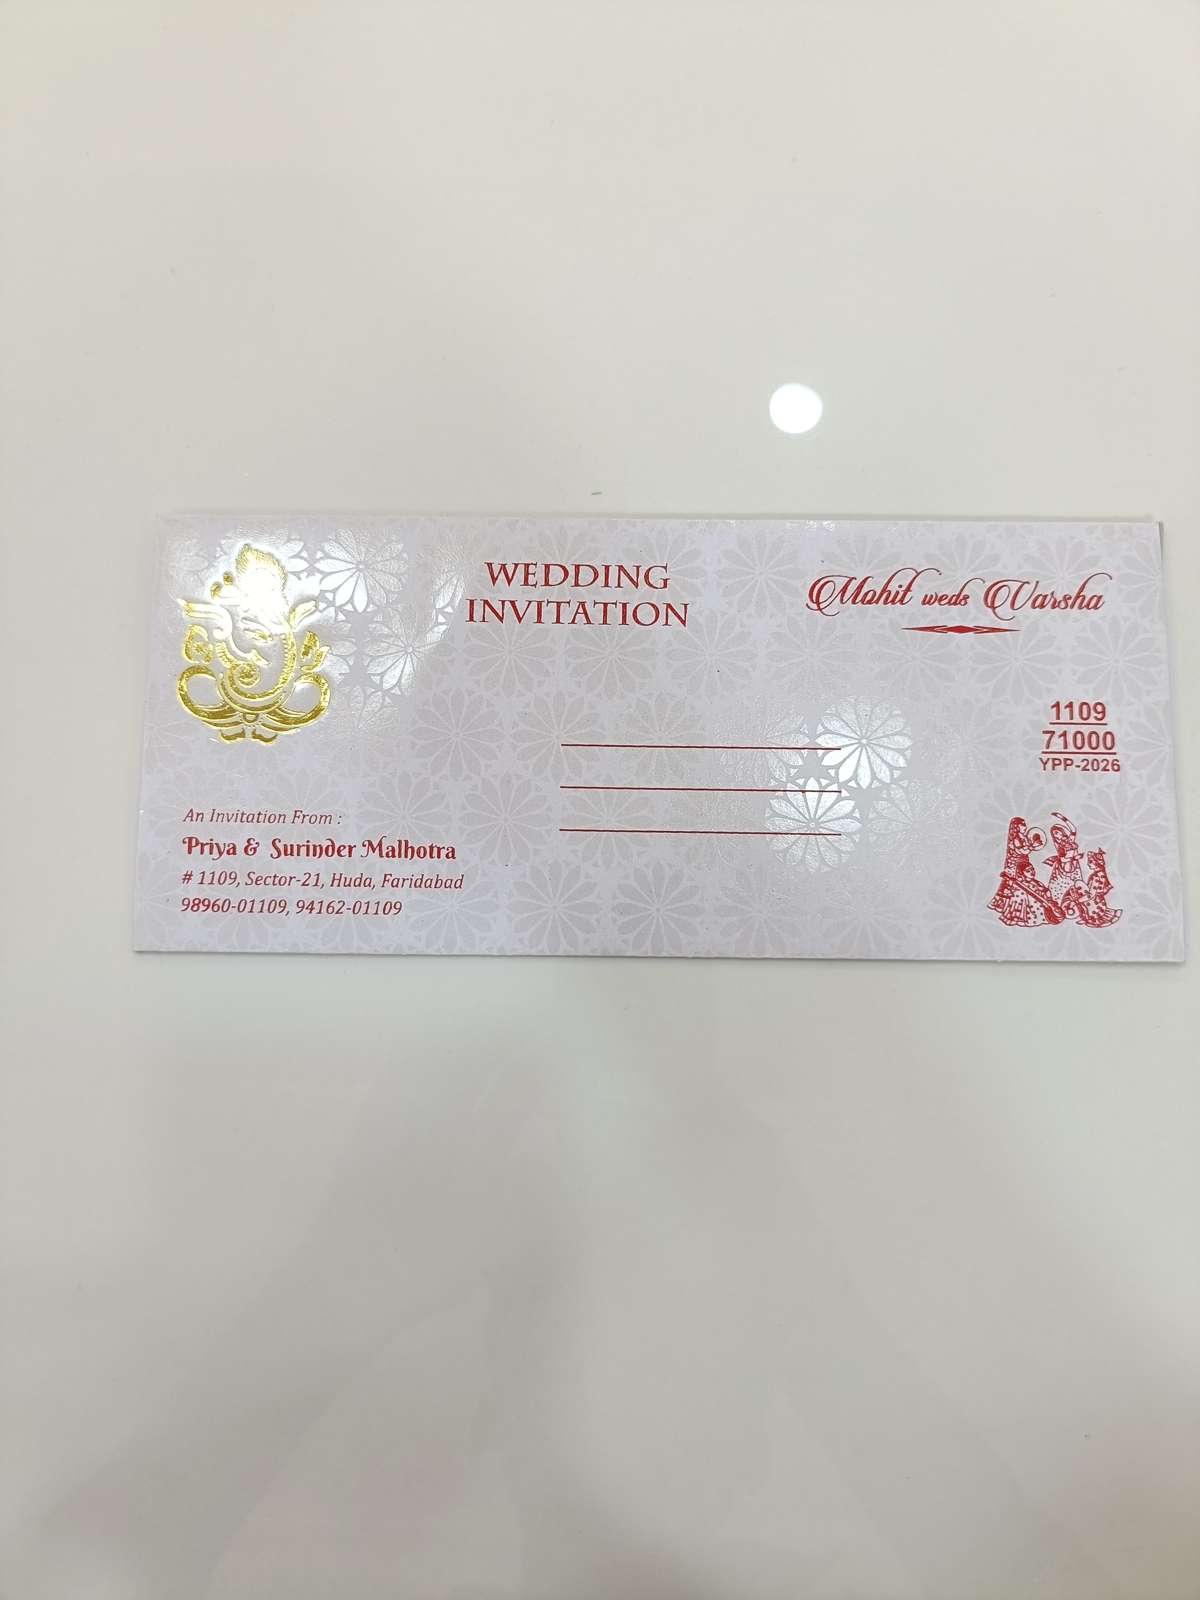 WEDDING
INVITATION
Mohit weds Varsha
1109
71000
YPP-2026
An Invitation From :
Priya & Surinder Malhotra
# 1109, Sector-21, Huda, Faridabad
98960-01109, 94162-01109